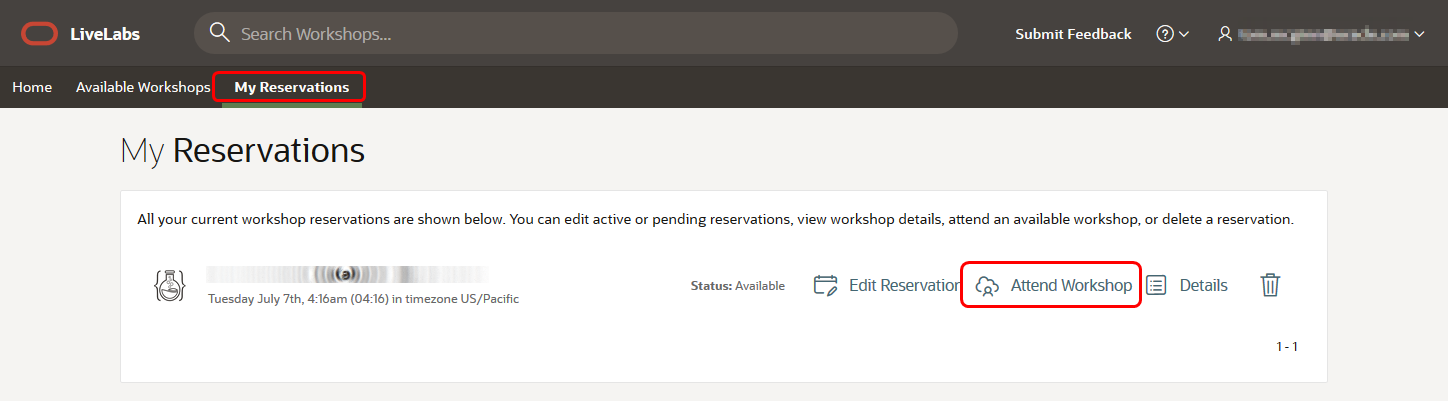 LiveLabs
Search Workshops...
Submit Feedback
Home
Available Workshops
My Reservations
My Reservations
All your current workshop reservations are shown below. You can edit active or pending reservations, view workshop details, attend an available workshop, or delete a reservation.
Tuesday July 7th, 4:16am (04:16) in timezone US/Pacific
Status: Available
Edit Reservation
Attend Workshop
Details
1 - 1